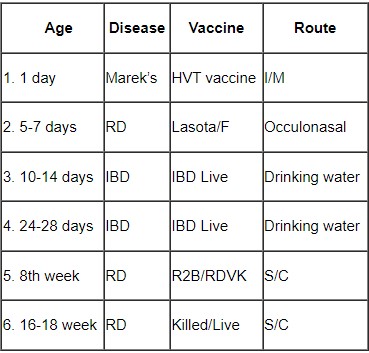 Age Disease Vaccine Route
1. 1 day Marek's HVT vaccine I/M
2. 5-7 days RD Lasota/F Occulonasal
3. 10-14 days IBD IBD Live Drinking water
4. 24-28 days IBD IBD Live Drinking water
5. 8th week RD R2B/RDVK S/C
6. 16-18 week RD Killed/Live S/C